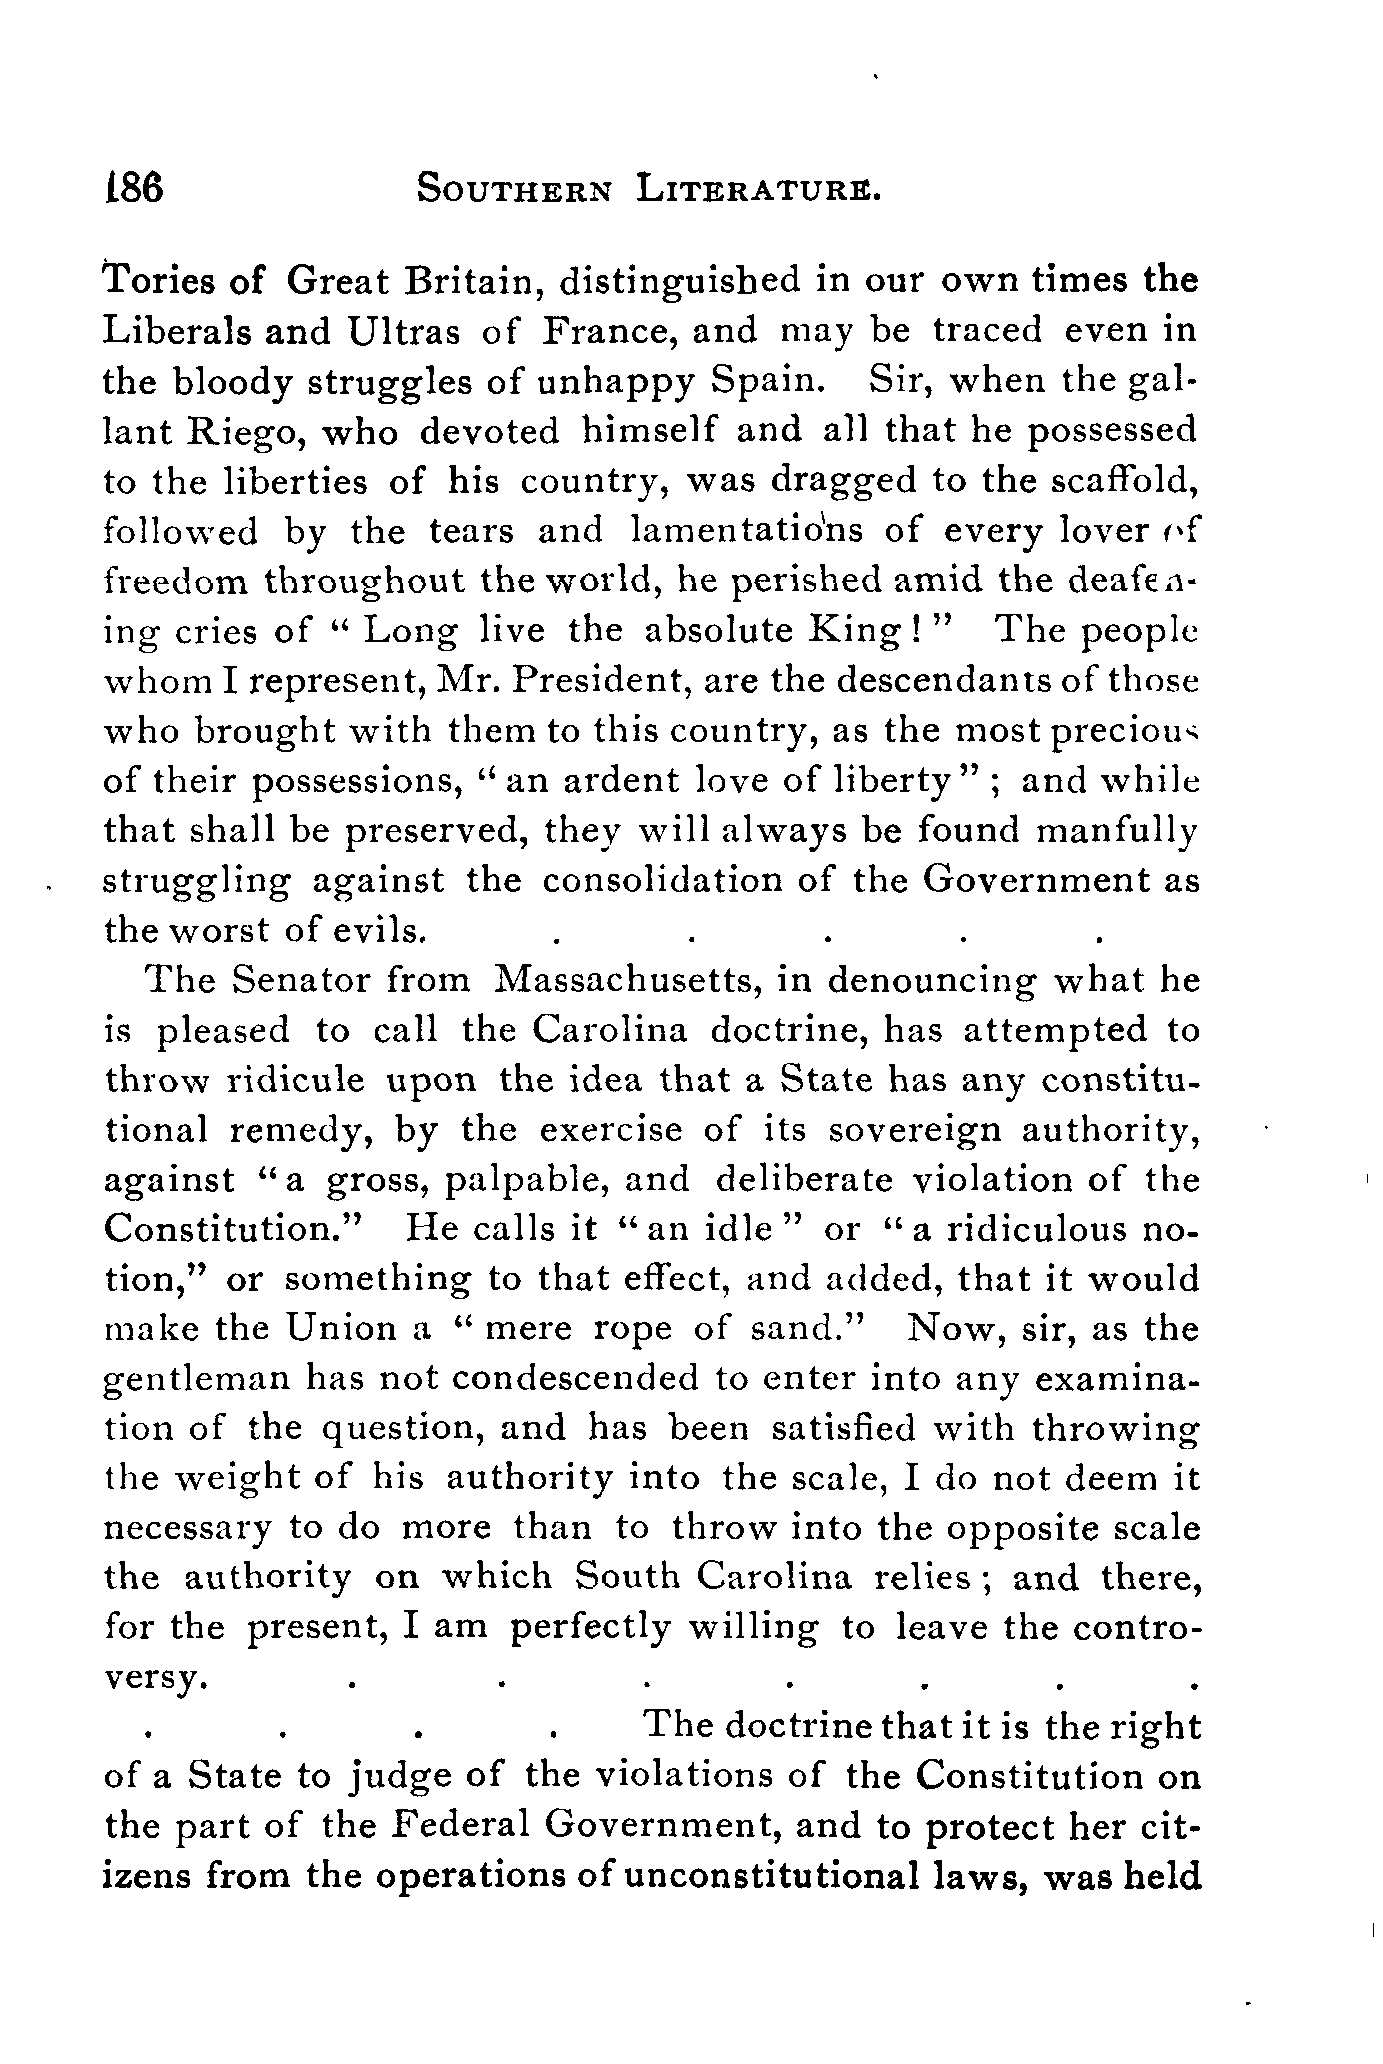 186 SOUTHERN LITERATURE.
Tories of Great Britain, distinguished in our own times the
Liberals and Ultras of France, and may be traced even in
the bloody struggles of unhappy Spain. Sir, when the gal-
lant Riego, who devoted himself and all that he possessed
to the liberties of his country, was dragged to the scaffold,
followed by the tears and lamentations of every lover of
freedom throughout the world, he perished amid the deafen-
ing cries of “ Long live the absolute King ! ” The people
whom I represent, Mr. President, are the descendants of those
who brought with them to this country, as the most precious
of their possessions, “ an ardent love of liberty ” ; and while
that shall be preserved, they will always be found manfully
struggling against the consolidation of the Government as
the worst of evils. . . . . .
The Senator from Massachusetts, in denouncing what he
is pleased to call the Carolina doctrine, has attempted to
throw ridicule upon the idea that a State has any constitu-
tional remedy, by the exercise of its sovereign authority,
against “ a gross, palpable, and deliberate violation of the
Constitution.” He calls it “ an idle ” or “ a ridiculous no-
tion,” or something to that effect, and added, that it would
make the Union a “ mere rope of sand.” Now, sir, as the
gentleman has not condescended to enter into any examina-
tion of the question, and has been satisfied with throwing
the weight of his authority into the scale, I do not deem it
necessary to do more than to throw into the opposite scale
the authority on which South Carolina relies ; and there,
for the present, I am perfectly willing to leave the contro-
versy. . . . . . . .
. . . . The doctrine that it is the right
of a State to judge of the violations of the Constitution on
the part of the Federal Government, and to protect her cit-
izens from the operations of unconstitutional laws, was held